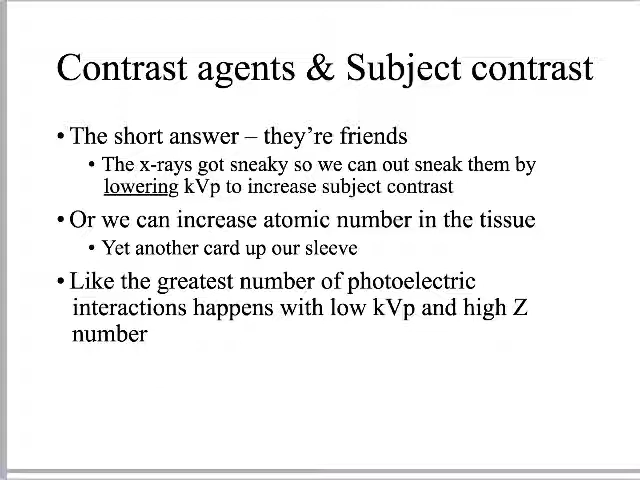 Contrast agents & Subject contrast
• The short answer – they're friends
• The x-rays got sneaky so we can out sneak them by
lowering kVp to increase subject contrast
• Or we can increase atomic number in the tissue
• Yet another card up our sleeve
• Like the greatest number of photoelectric
interactions happens with low kVp and high Z
number